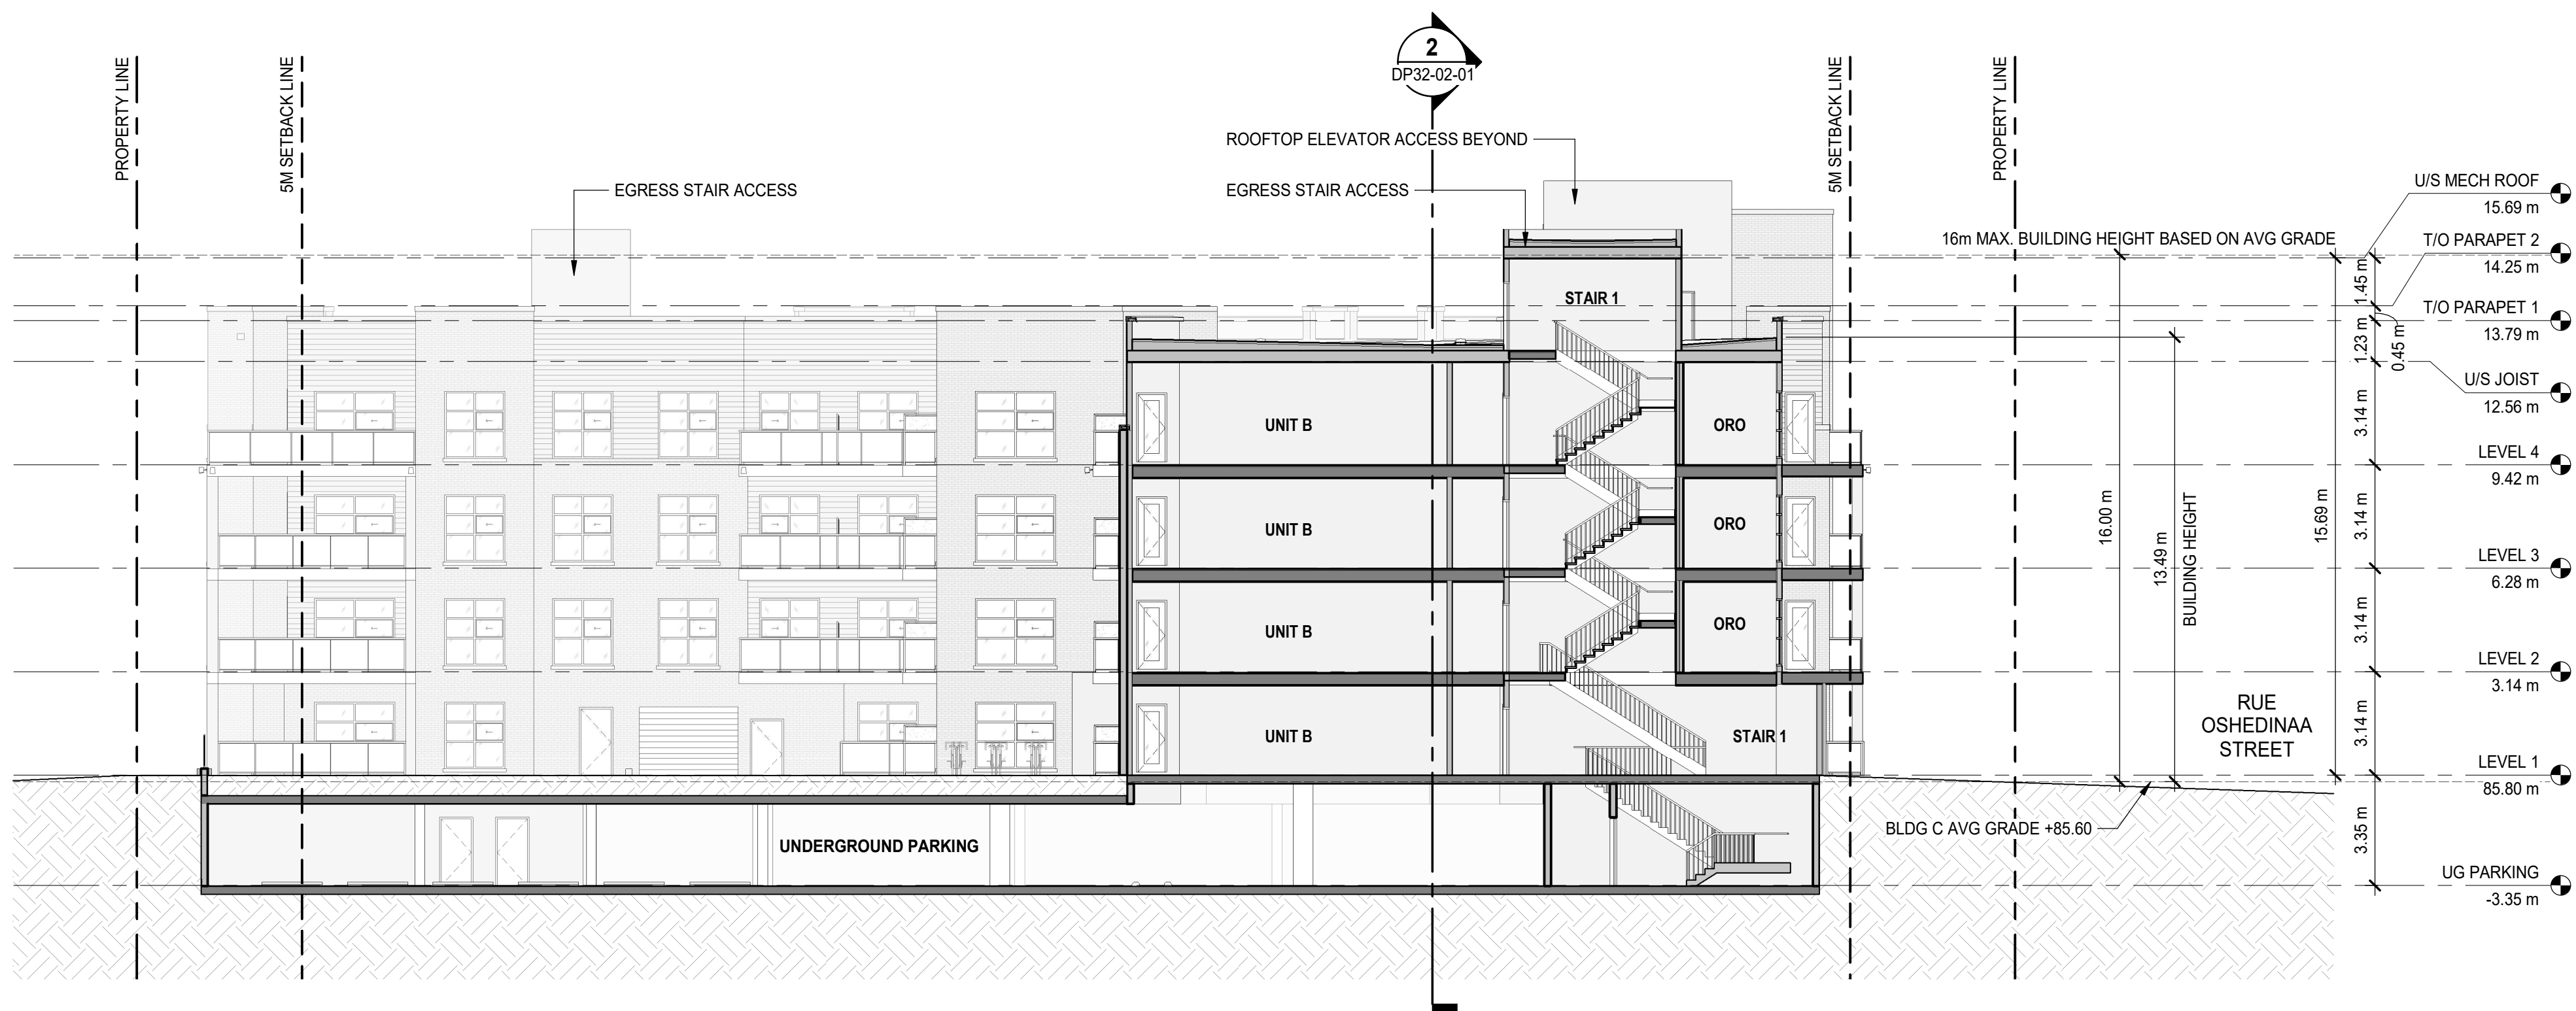 2
DP32-02-01
PROPERTY LINE
5M SETBACK LINE
5M SETBACK LINE
PROPERTY LINE
ROOFTOP ELEVATOR ACCESS BEYOND
EGRESS STAIR ACCESS
EGRESS STAIR ACCESS
16m MAX. BUILDING HEIGHT BASED ON AVG GRADE
U/S MECH ROOF
15.69 m
T/O PARAPET 2
14.25 m
T/O PARAPET 1
13.79 m
U/S JOIST
12.56 m
LEVEL 4
9.42 m
LEVEL 3
6.28 m
LEVEL 2
3.14 m
LEVEL 1
85.80 m
UG PARKING
-3.35 m
1.45 m
0.45 m
1.23 m
3.14 m
3.14 m
3.14 m
3.14 m
3.35 m
16.00 m
13.49 m
BUILDING HEIGHT
15.69 m
STAIR 1
UNIT B
ORO
UNIT B
ORO
UNIT B
ORO
UNIT B
STAIR 1
RUE
OSHEDINAA
STREET
BLDG C AVG GRADE +85.60
UNDERGROUND PARKING